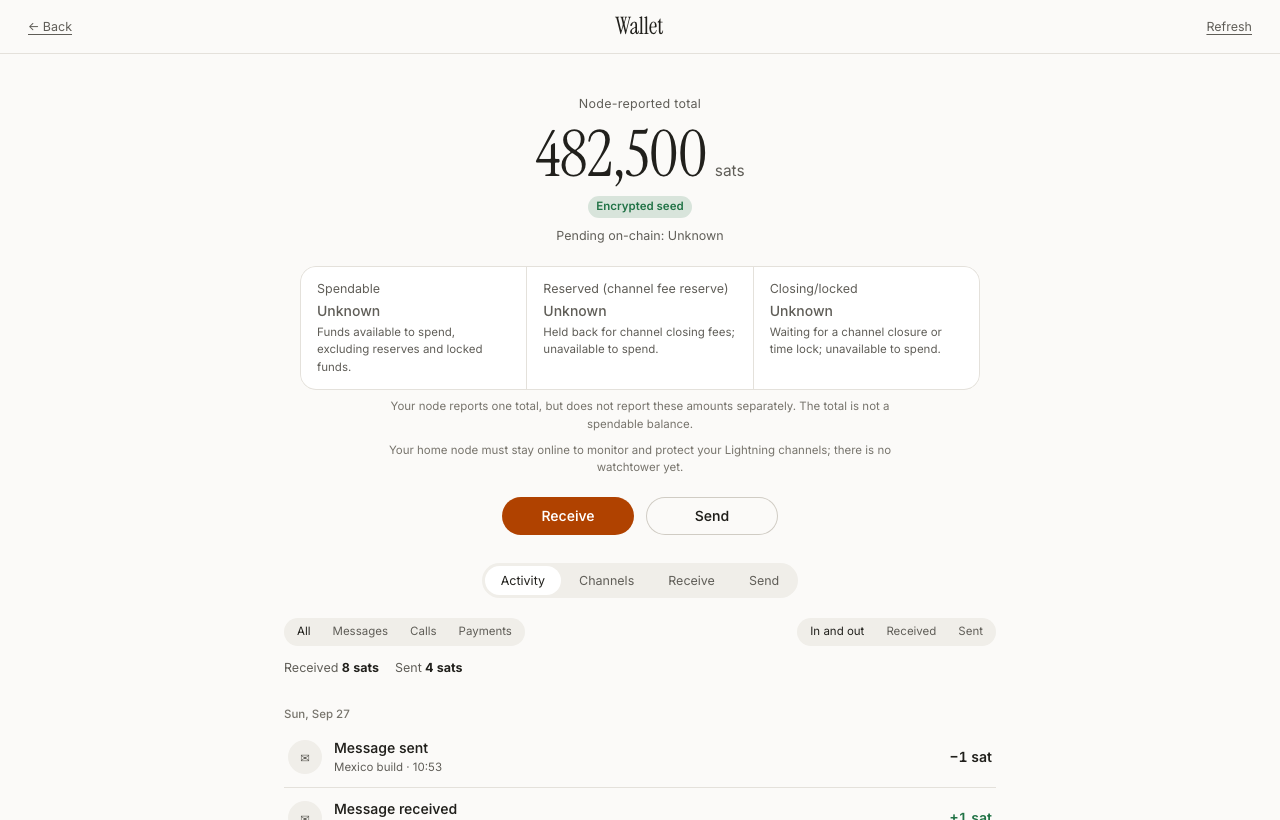 ← Back
Wallet
Refresh
Node-reported total
482,500 sats
Encrypted seed
Pending on-chain: Unknown
Spendable
Unknown
Funds available to spend,
excluding reserves and locked
funds.
Reserved (channel fee reserve)
Unknown
Held back for channel closing fees;
unavailable to spend.
Closing/locked
Unknown
Waiting for a channel closure or
time lock; unavailable to spend.
Your node reports one total, but does not report these amounts separately. The total is not a
spendable balance.
Your home node must stay online to monitor and protect your Lightning channels; there is no
watchtower yet.
Receive
Send
Activity
Channels
Receive
Send
All
Messages
Calls
Payments
In and out
Received
Sent
Received 8 sats Sent 4 sats
Sun, Sep 27
Message sent
Mexico build · 10:53
−1 sat
Message received
+1 sat